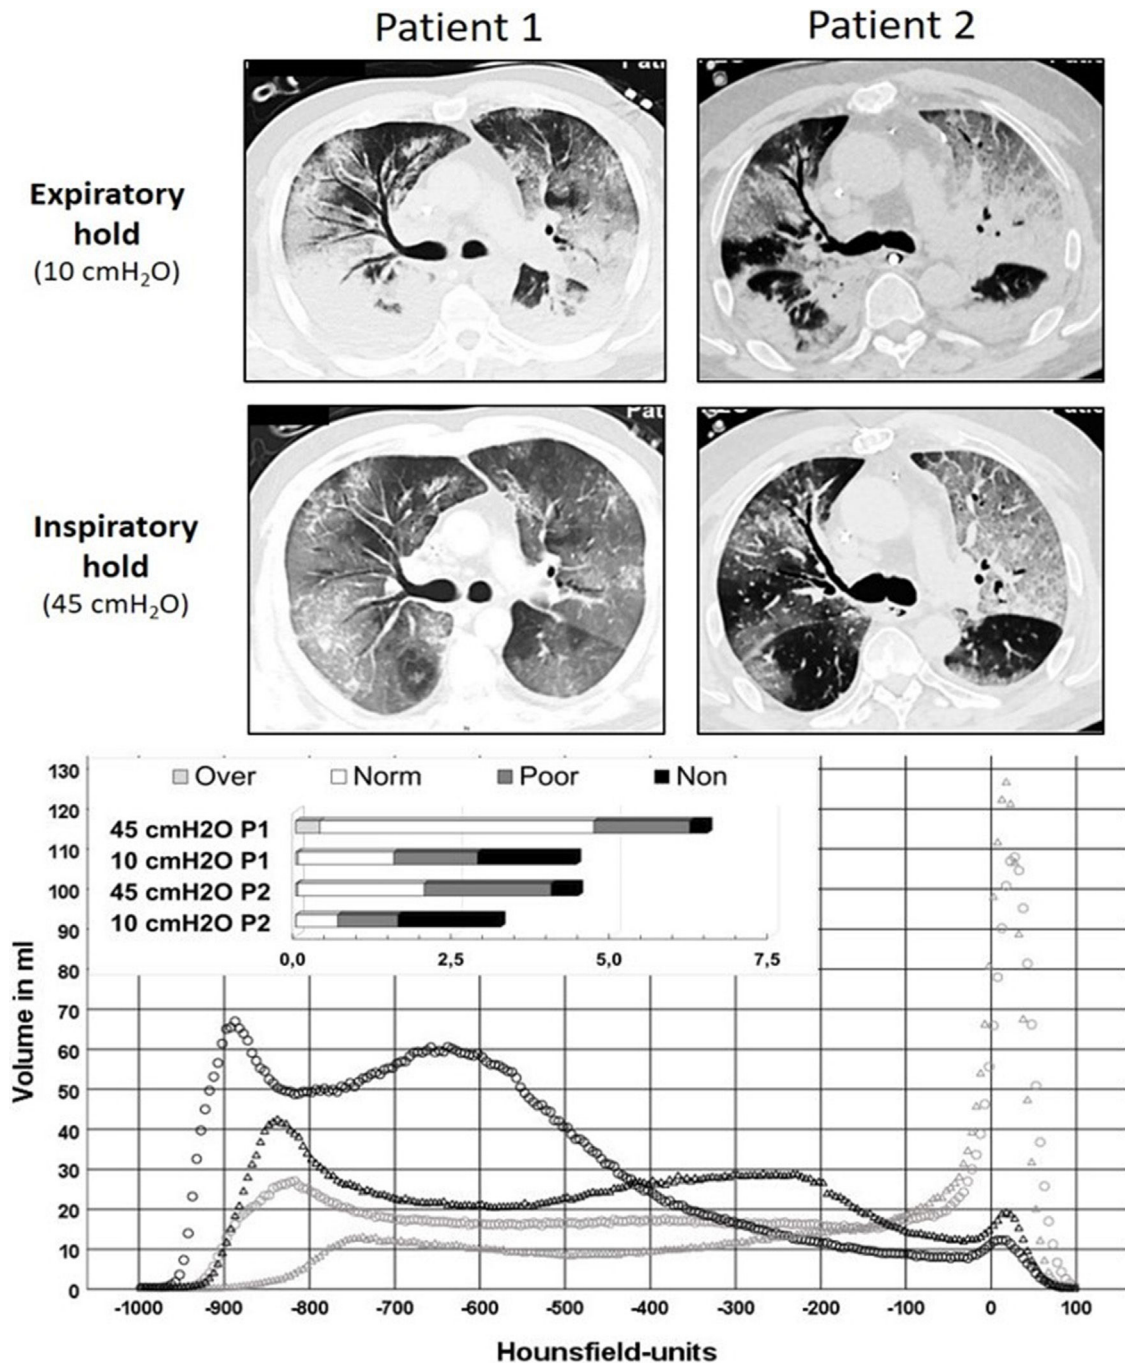 Patient 1
Patient 2
Expiratory
hold
(10 cmH₂O)
Inspiratory
hold
(45 cmH₂O)
Pat
Over Norm Poor Non
45 cmH2O P1
10 cmH2O P1
45 cmH2O P2
10 cmH2O P2
0,0 2,5 5,0 7,5
Volume in ml
130
120
110
100
90
80
70
60
50
40
30
20
10
0
-1000 -900 -800 -700 -600 -500 -400 -300 -200 -100 0 100
Hounsfield-units